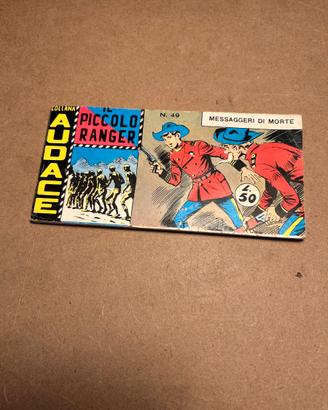 COLLANA
AUDACE
IL
PICCOLO
RANGER
N. 49
MESSAGGERI DI MORTE
L.
50